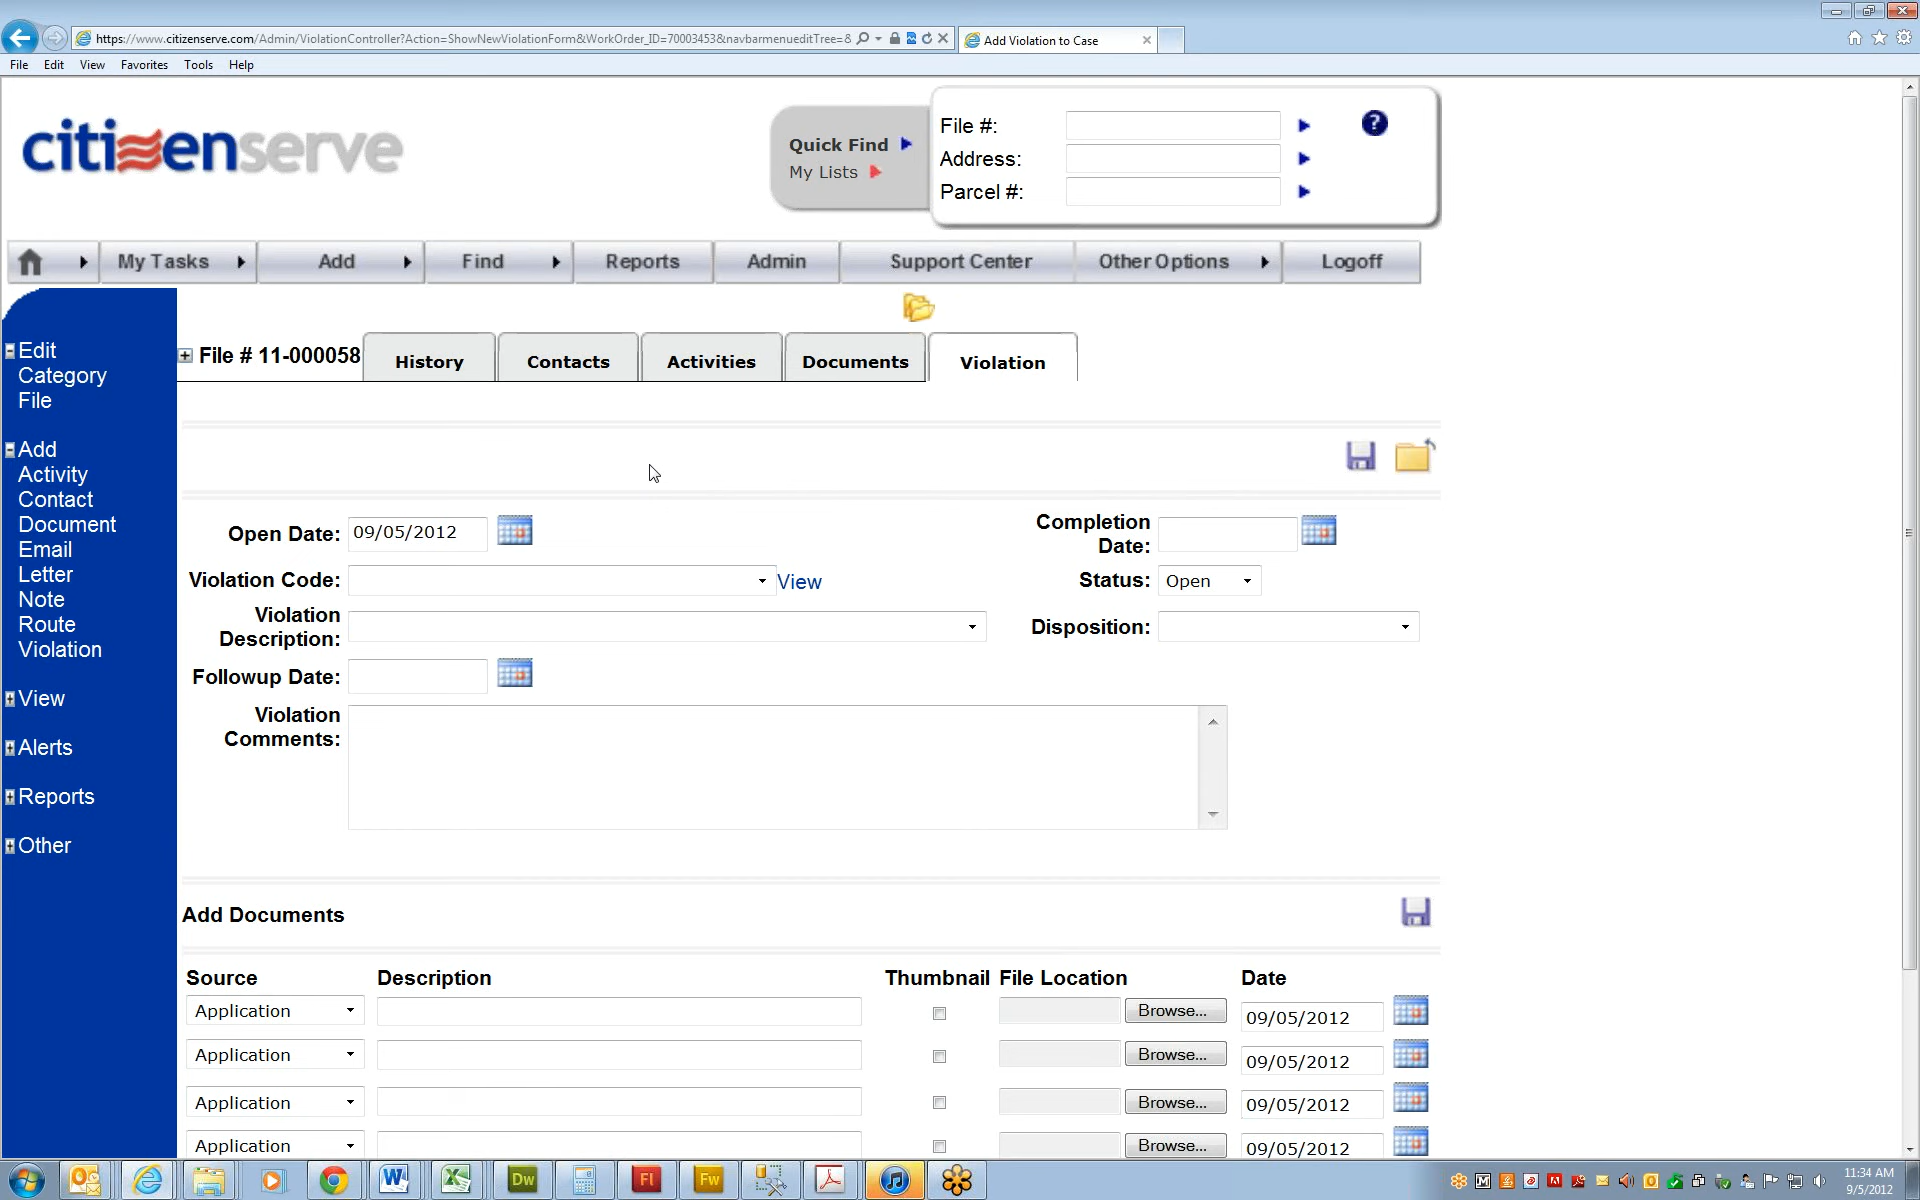 https://www.citizenserve.com/Admin/ViolationController?Action=ShowNewViolationForm&WorkOrder_ID=70003453&navbarmenueditTree=&
Add Violation to Case
File Edit View Favorites Tools Help
citizenserve
Quick Find
My Lists
File #:
Address:
Parcel #:
?
My Tasks Add Find Reports Admin Support Center Other Options Logoff
Edit
Category
File
Add
Activity
Contact
Document
Email
Letter
Note
Route
Violation
View
Alerts
Reports
Other
File # 11-000058 History Contacts Activities Documents Violation
Open Date: 09/05/2012 Completion Date:
Violation Code: View Status: Open
Violation Description: Disposition:
Followup Date:
Violation Comments:
Add Documents
Source Description Thumbnail File Location Date
Application Browse... 09/05/2012
Application Browse... 09/05/2012
Application Browse... 09/05/2012
Application Browse... 09/05/2012
Dw Fl Fw
11:34 AM
9/5/2012